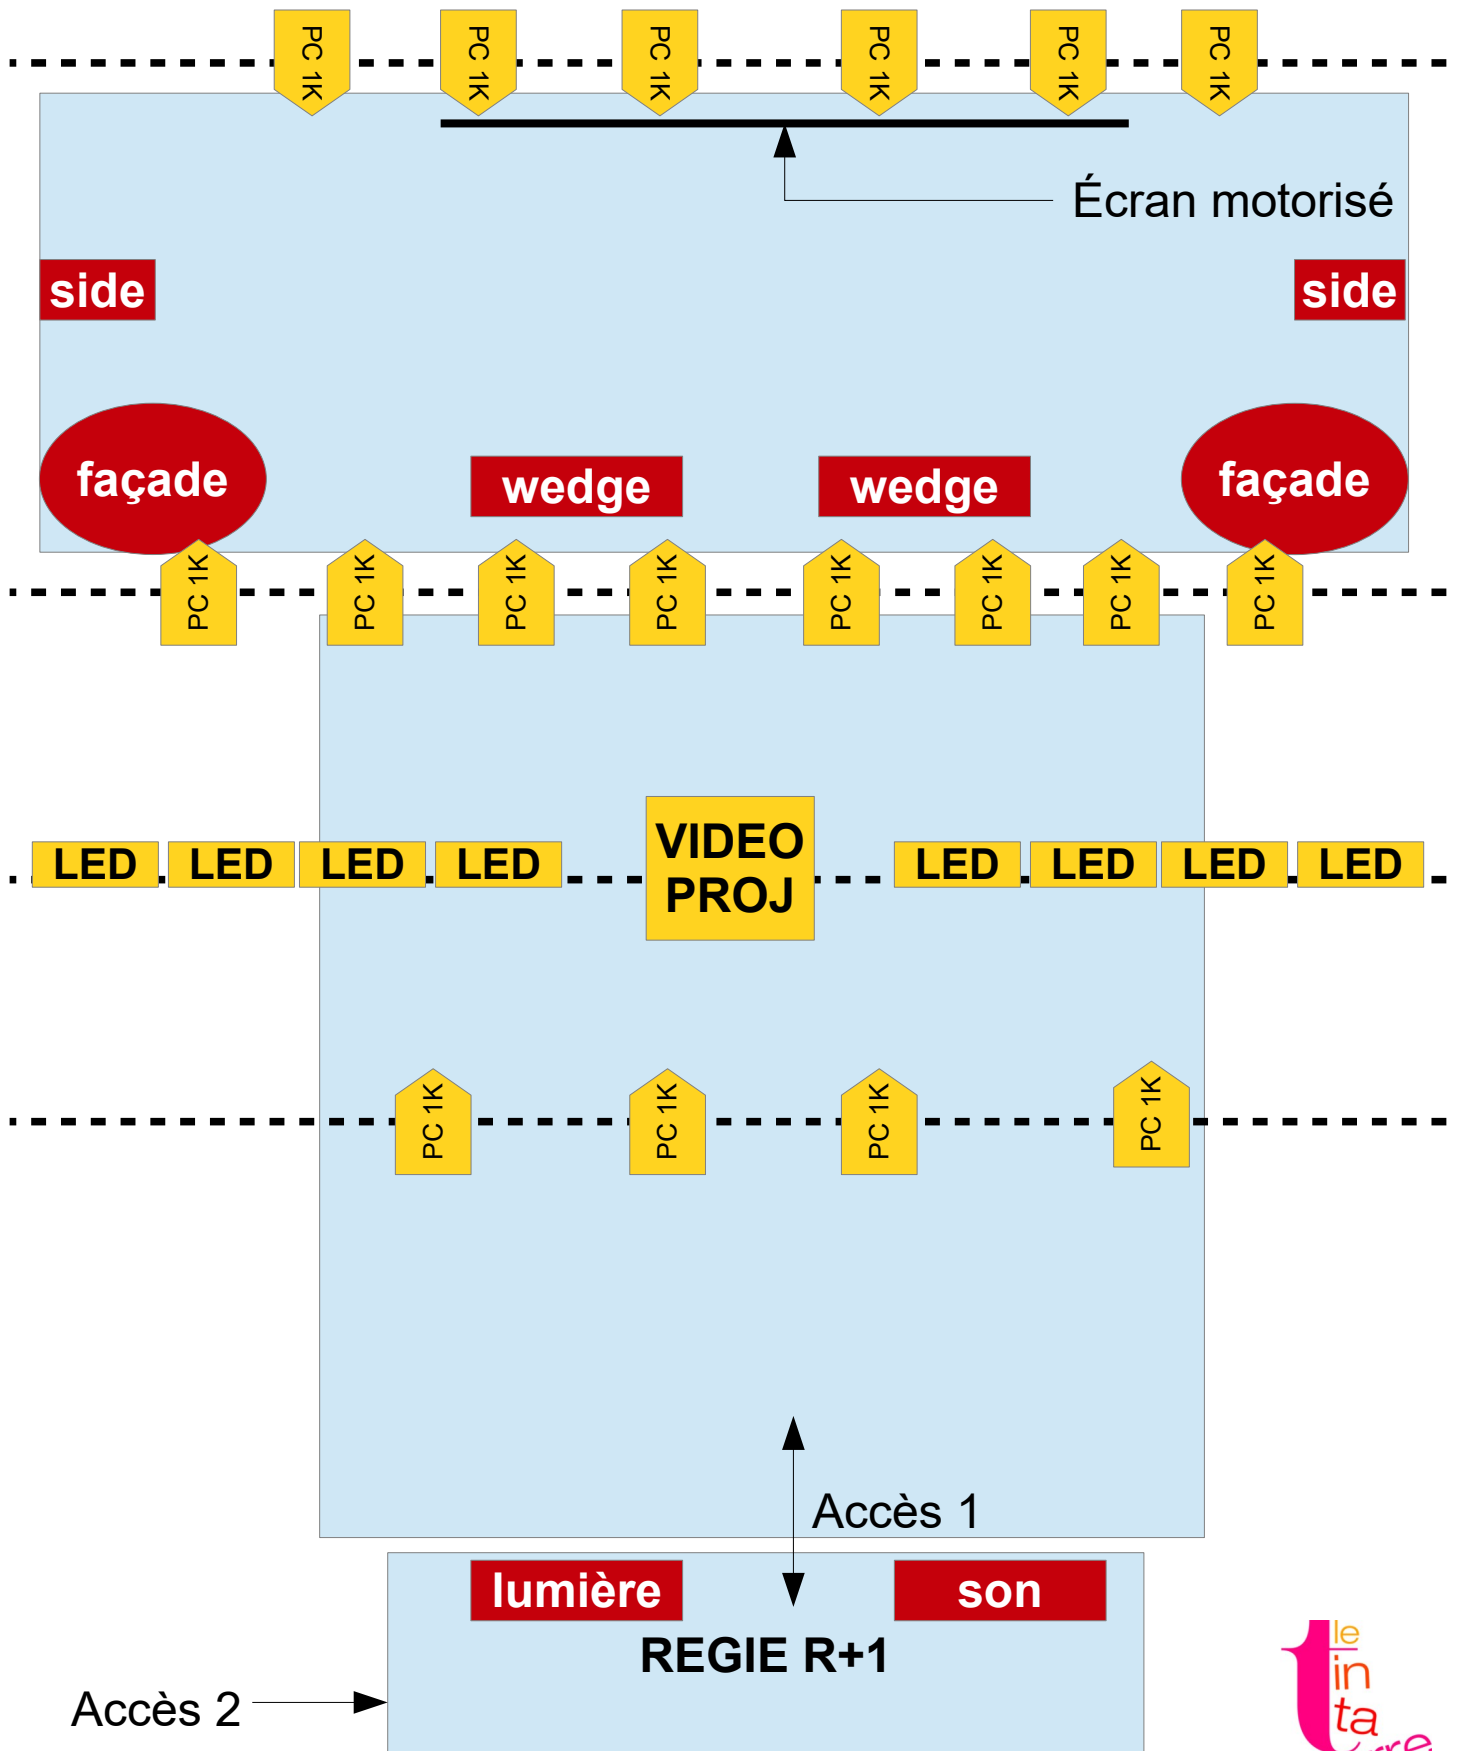 PC 1K PC 1K PC 1K PC 1K PC 1K PC 1K
Écran motorisé
side side
façade wedge wedge façade
PC 1K PC 1K PC 1K PC 1K PC 1K PC 1K PC 1K PC 1K
LED LED LED LED VIDEO PROJ LED LED LED LED
PC 1K PC 1K PC 1K PC 1K
Accès 1
lumière son
REGIE R+1
Accès 2
le
tin
ta